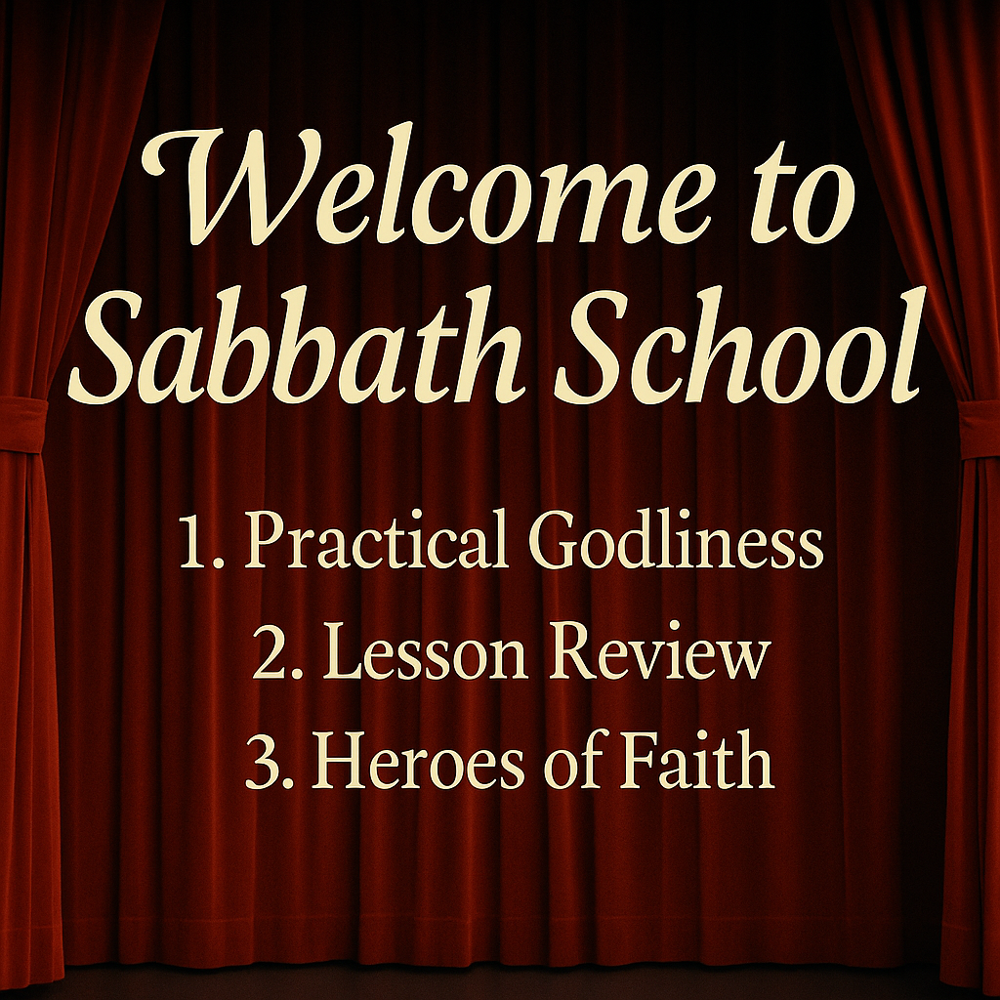 Welcome to
Sabbath School
1. Practical Godliness
2. Lesson Review
3. Heroes of Faith